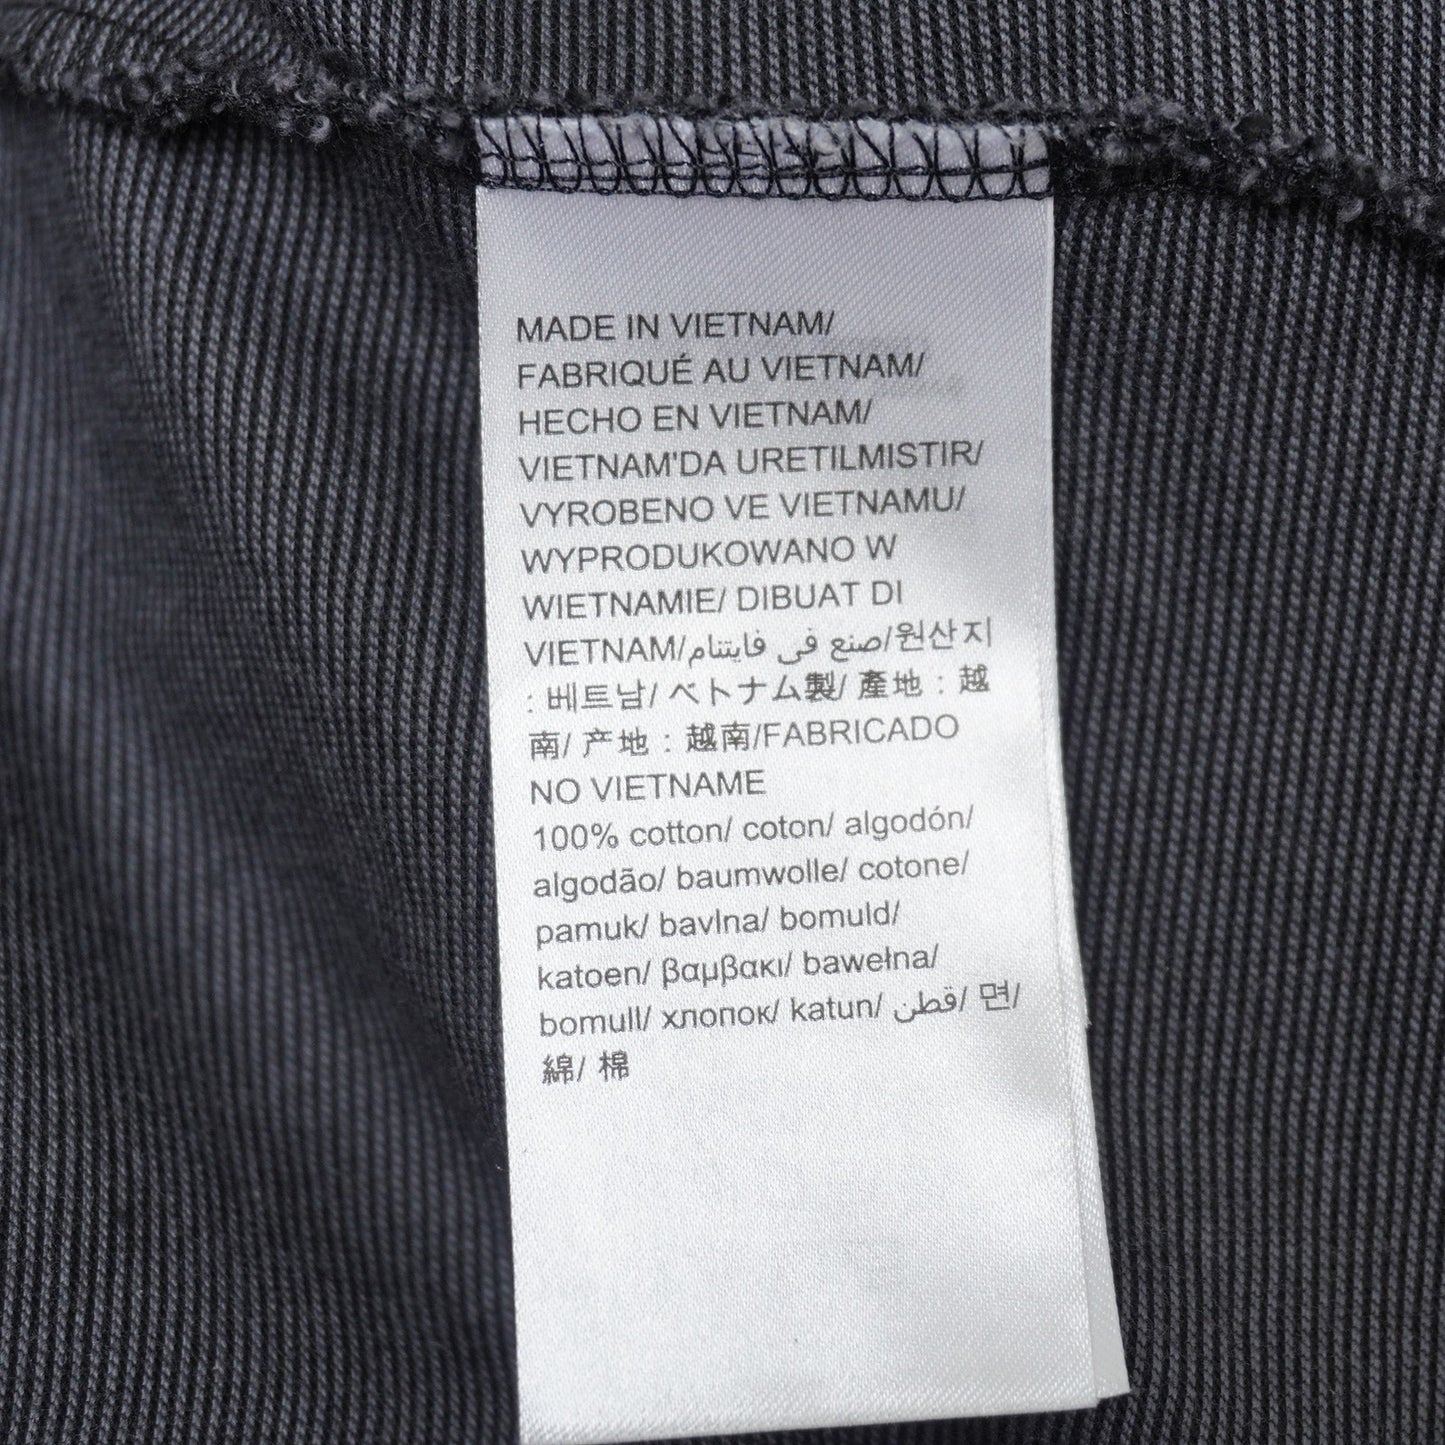 MADE IN VIETNAM/
FABRIQUÉ AU VIETNAM/
HECHO EN VIETNAM/
VIETNAM'DA URETILMISTIR/
VYROBENO VE VIETNAMU/
WYPRODUKOWANO W
WIETNAMIE/ DIBUAT DI
VIETNAM/صنع في فايتنام/원산지
: 베트남/ ベトナム製/ 產地 : 越
南/ 产地 : 越南/FABRICADO
NO VIETNAME
100% cotton/ coton/ algodón/
algodão/ baumwolle/ cotone/
pamuk/ bavlna/ bomuld/
katoen/ βαμβακι/ bawełna/
bomull/ хлопок/ katun/ قطن/ 면/
綿/ 棉